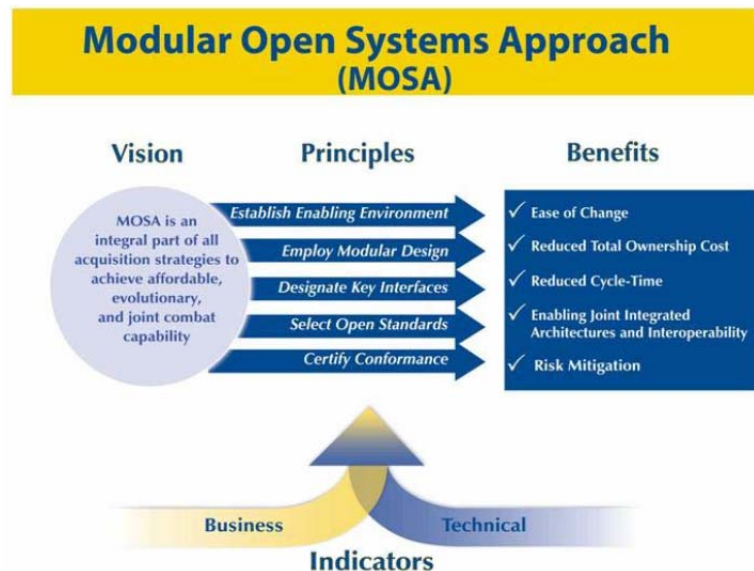 Modular Open Systems Approach
(MOSA)
Vision
Principles
Benefits
MOSA is an
integral part of all
acquisition strategies to
achieve affordable,
evolutionary,
and joint combat
capability
Establish Enabling Environment
Employ Modular Design
Designate Key Interfaces
Select Open Standards
Certify Conformance
✓ Ease of Change
✓ Reduced Total Ownership Cost
✓ Reduced Cycle-Time
✓ Enabling Joint Integrated
Architectures and Interoperability
✓ Risk Mitigation
Business
Technical
Indicators